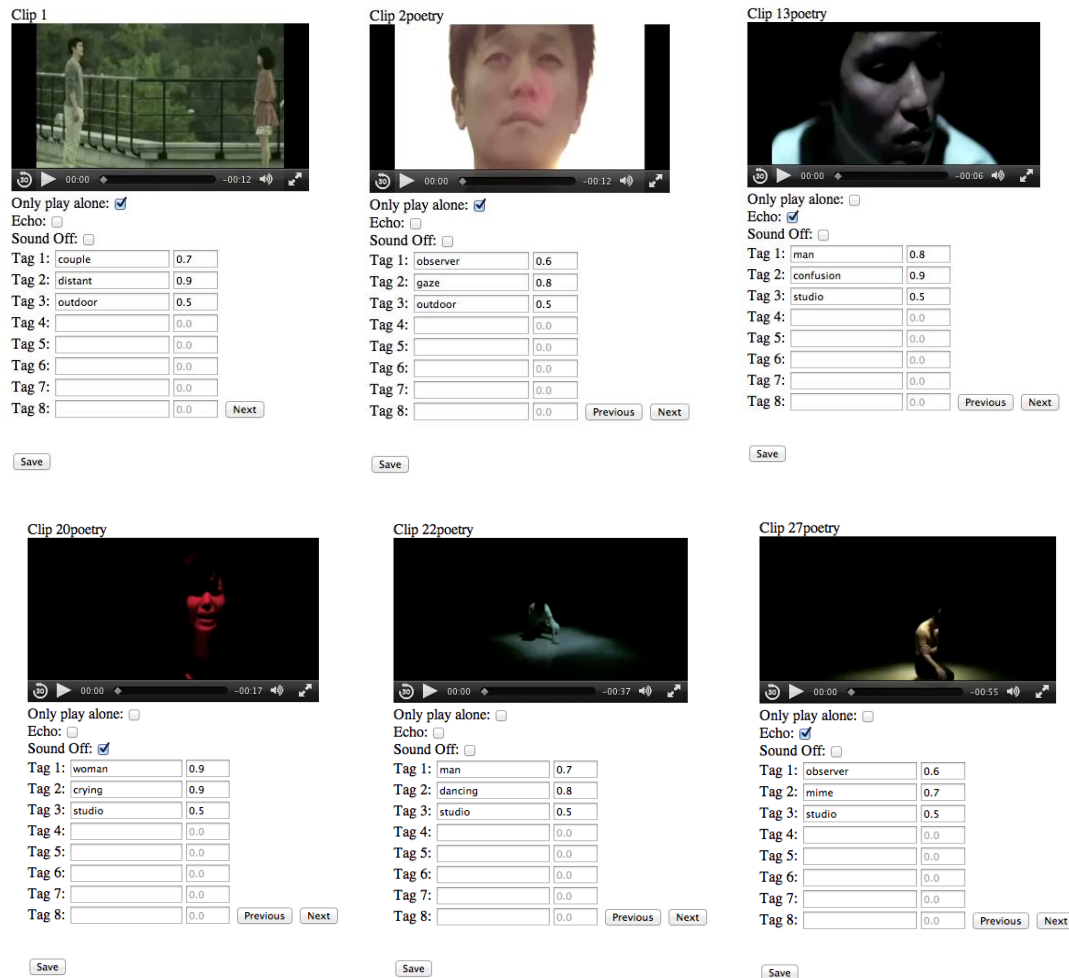 Clip 1
30 00:00 -00:12
Only play alone:
Echo:
Sound Off:
Tag 1: couple 0.7
Tag 2: distant 0.9
Tag 3: outdoor 0.5
Tag 4: 0.0
Tag 5: 0.0
Tag 6: 0.0
Tag 7: 0.0
Tag 8: 0.0 Next
Save
Clip 2poetry
30 00:00 -00:12
Only play alone:
Echo:
Sound Off:
Tag 1: observer 0.6
Tag 2: gaze 0.8
Tag 3: outdoor 0.5
Tag 4: 0.0
Tag 5: 0.0
Tag 6: 0.0
Tag 7: 0.0
Tag 8: 0.0 Previous Next
Save
Clip 13poetry
30 00:00 -00:06
Only play alone:
Echo:
Sound Off:
Tag 1: man 0.8
Tag 2: confusion 0.9
Tag 3: studio 0.5
Tag 4: 0.0
Tag 5: 0.0
Tag 6: 0.0
Tag 7: 0.0
Tag 8: 0.0 Previous Next
Save
Clip 20poetry
30 00:00 -00:17
Only play alone:
Echo:
Sound Off:
Tag 1: woman 0.9
Tag 2: crying 0.9
Tag 3: studio 0.5
Tag 4: 0.0
Tag 5: 0.0
Tag 6: 0.0
Tag 7: 0.0
Tag 8: 0.0 Previous Next
Save
Clip 22poetry
30 00:00 -00:37
Only play alone:
Echo:
Sound Off:
Tag 1: man 0.7
Tag 2: dancing 0.8
Tag 3: studio 0.5
Tag 4: 0.0
Tag 5: 0.0
Tag 6: 0.0
Tag 7: 0.0
Tag 8: 0.0 Previous Next
Save
Clip 27poetry
30 00:00 -00:55
Only play alone:
Echo:
Sound Off:
Tag 1: observer 0.6
Tag 2: mime 0.7
Tag 3: studio 0.5
Tag 4: 0.0
Tag 5: 0.0
Tag 6: 0.0
Tag 7: 0.0
Tag 8: 0.0 Previous Next
Save